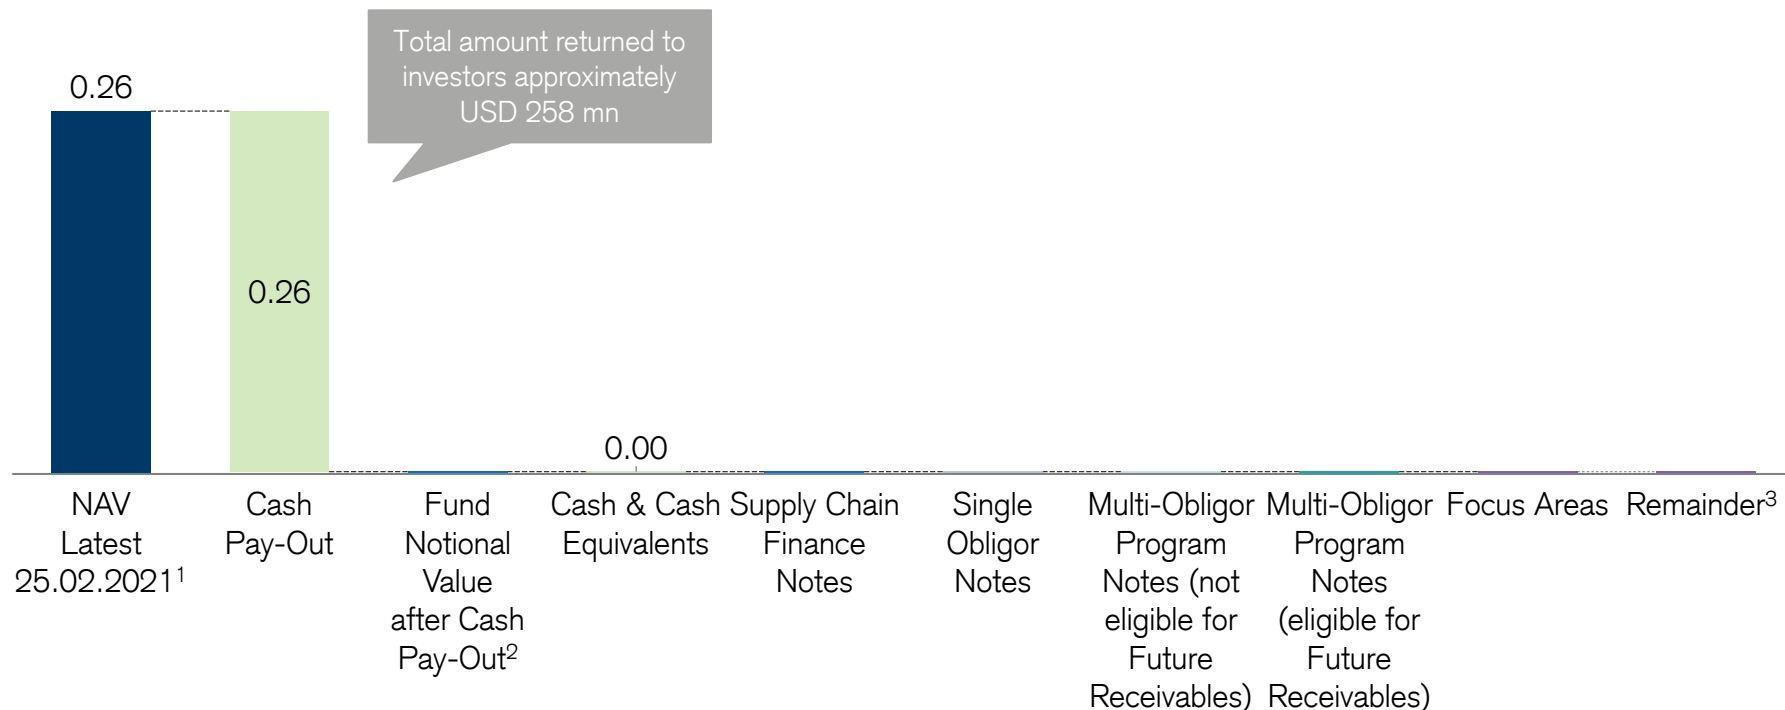 Total amount returned to
investors approximately
USD 258 mn
0.26
0.26
0.00
NAV
Latest
25.02.2021¹
Cash
Pay-Out
Fund
Notional
Value
after Cash
Pay-Out²
Cash & Cash
Equivalents
Supply Chain
Finance
Notes
Single
Obligor
Notes
Multi-Obligor
Program
Notes (not
eligible for
Future
Receivables)
Multi-Obligor
Program
Notes
(eligible for
Future
Receivables)
Focus Areas
Remainder³